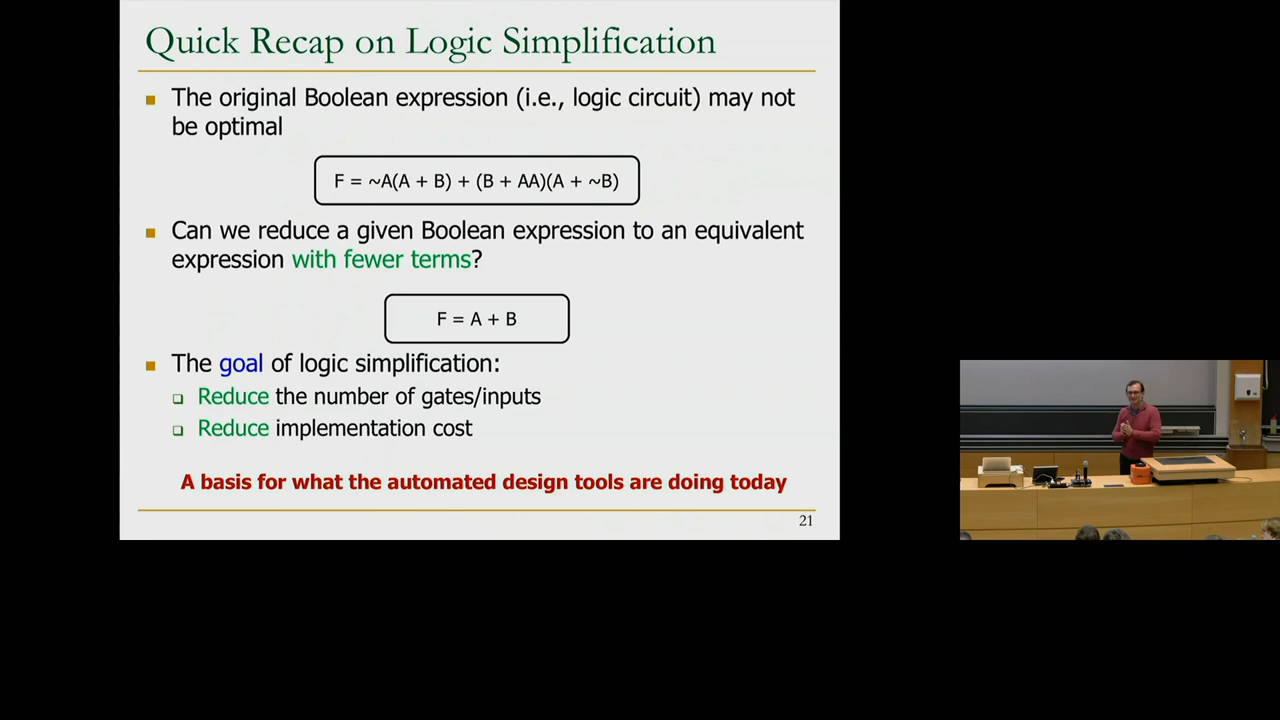 Quick Recap on Logic Simplification
The original Boolean expression (i.e., logic circuit) may not
be optimal
F = ~A(A + B) + (B + AA)(A + ~B)
Can we reduce a given Boolean expression to an equivalent
expression with fewer terms?
F = A + B
The goal of logic simplification:
Reduce the number of gates/inputs
Reduce implementation cost
A basis for what the automated design tools are doing today
21